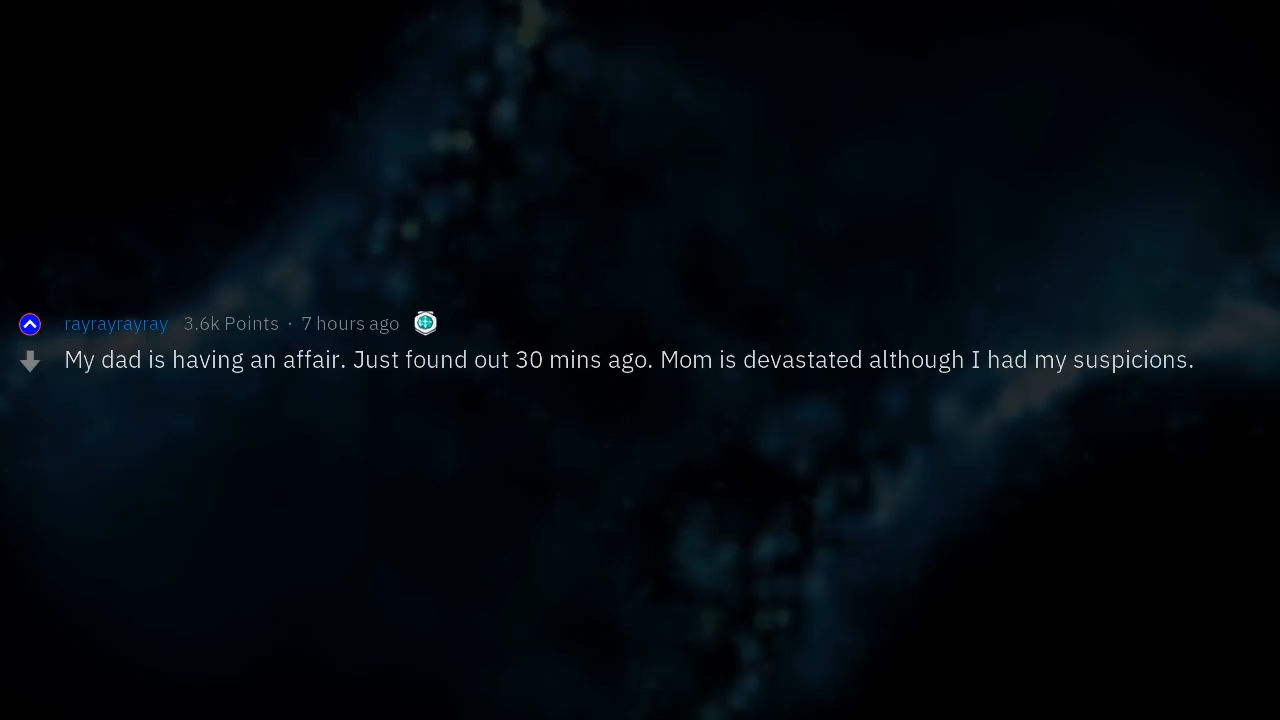 rayrayrayray 3.6k Points · 7 hours ago
My dad is having an affair. Just found out 30 mins ago. Mom is devastated although I had my suspicions.